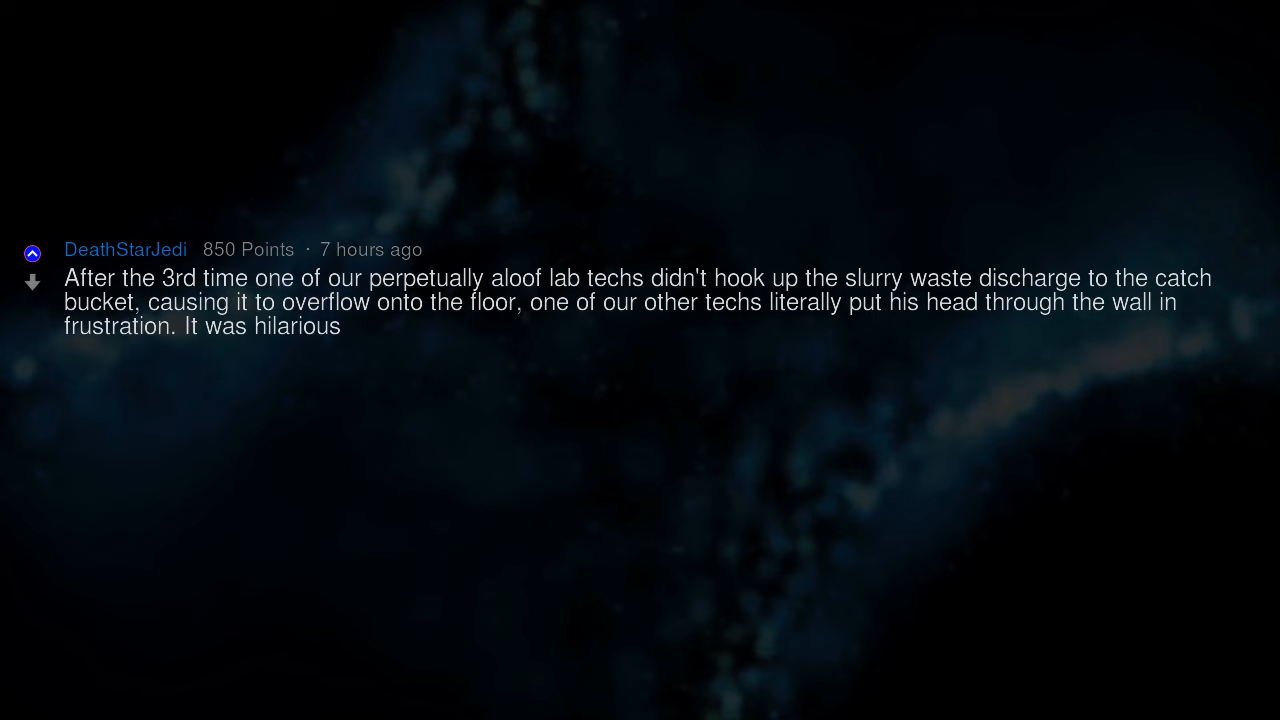 DeathStarJedi 850 Points · 7 hours ago
After the 3rd time one of our perpetually aloof lab techs didn't hook up the slurry waste discharge to the catch
bucket, causing it to overflow onto the floor, one of our other techs literally put his head through the wall in
frustration. It was hilarious